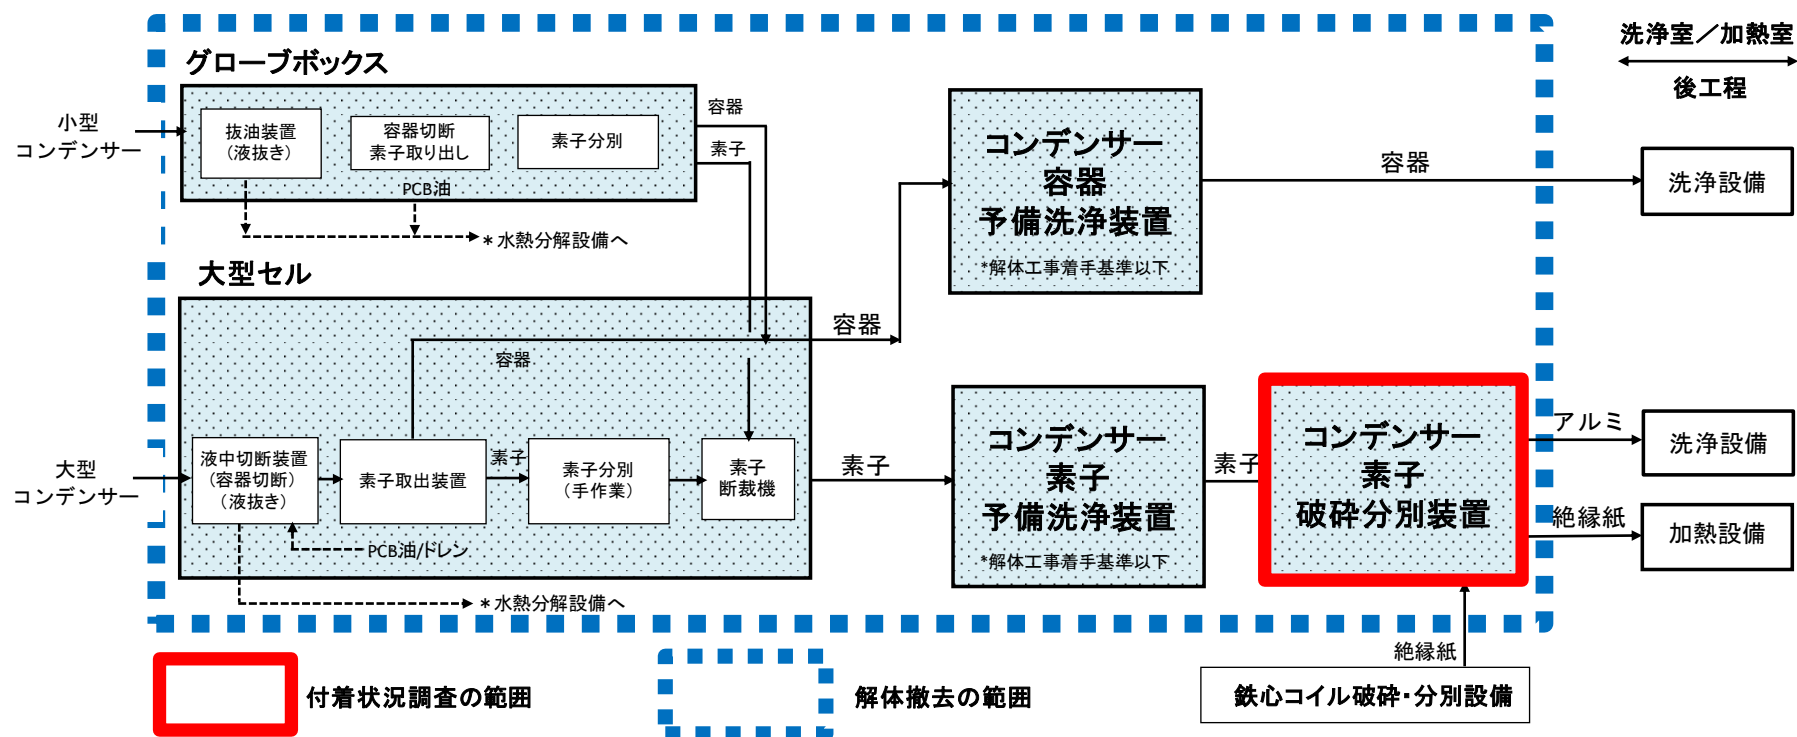 洗浄室／加熱室
後工程
グローブボックス
小型
コンデンサー
抜油装置
（液抜き）
容器切断
素子取り出し
素子分別
PCB油
＊水熱分解設備へ
容器
素子
コンデンサー
容器
予備洗浄装置
*解体工事着手基準以下
容器
洗浄設備
大型セル
容器
容器
大型
コンデンサー
液中切断装置
（容器切断）
（液抜き）
素子取出装置
素子
素子分別
（手作業）
素子
断裁機
PCB油/ドレン
＊水熱分解設備へ
素子
コンデンサー
素子
予備洗浄装置
*解体工事着手基準以下
素子
コンデンサー
素子
破砕分別装置
アルミ
洗浄設備
絶縁紙
加熱設備
絶縁紙
鉄心コイル破砕・分別設備
付着状況調査の範囲
解体撤去の範囲